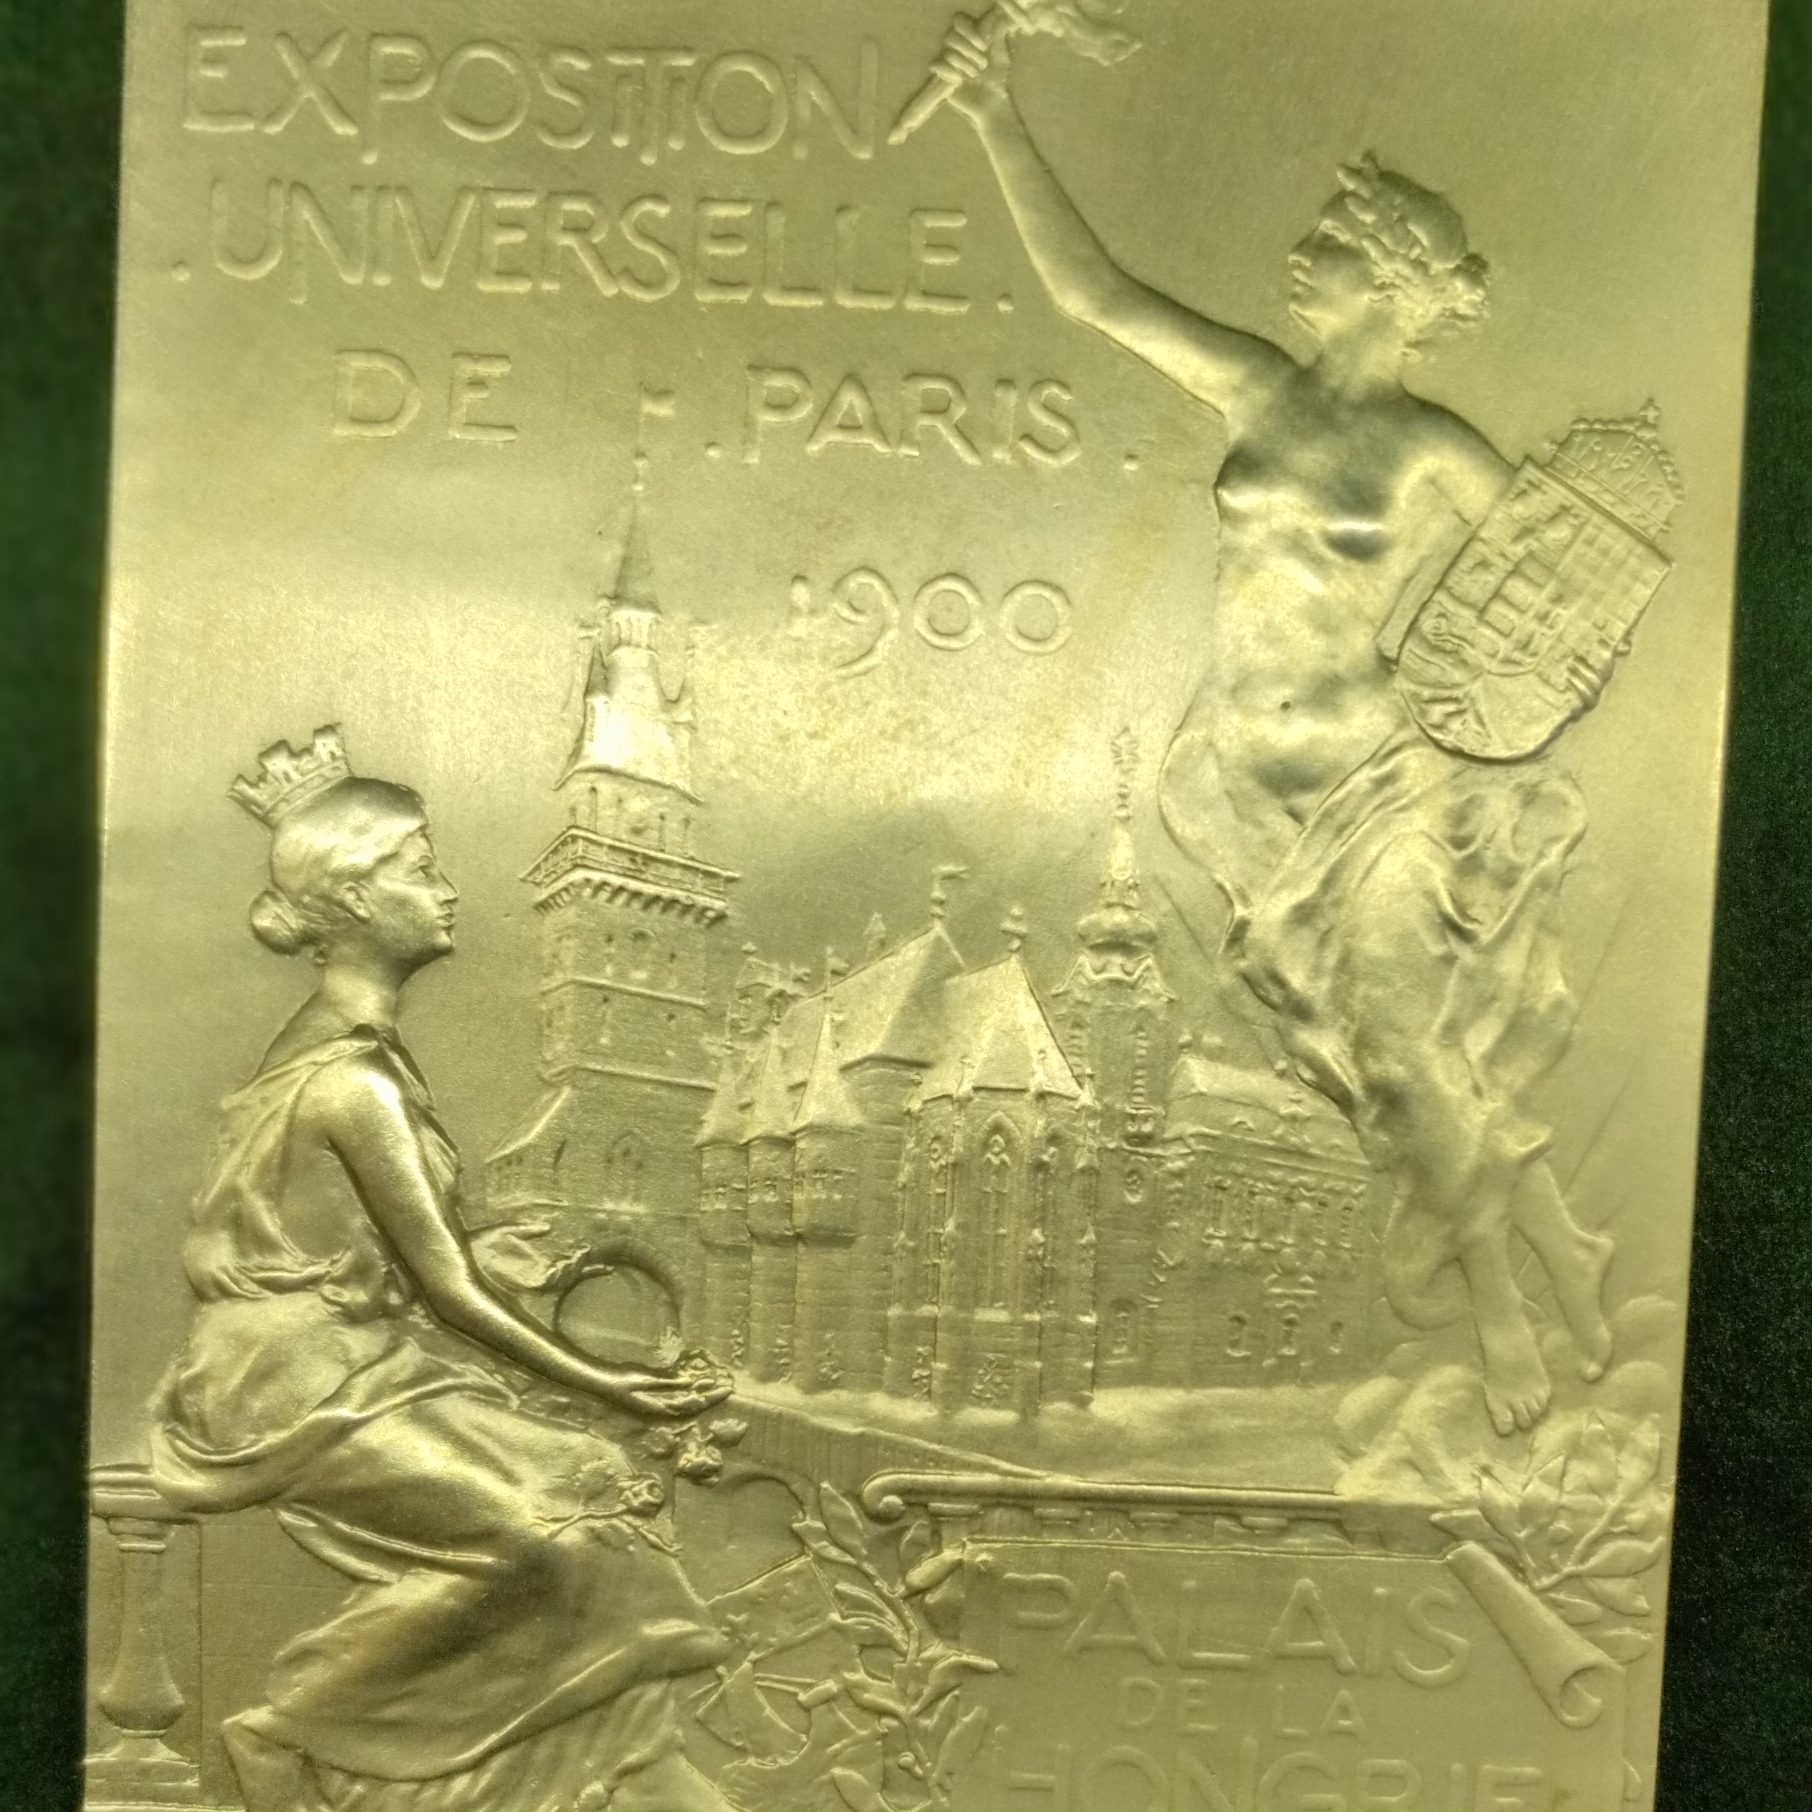 EXPOSITION
.UNIVERSELLE.
DE .PARIS.
1900
PALAIS
DE LA
HONGRIE